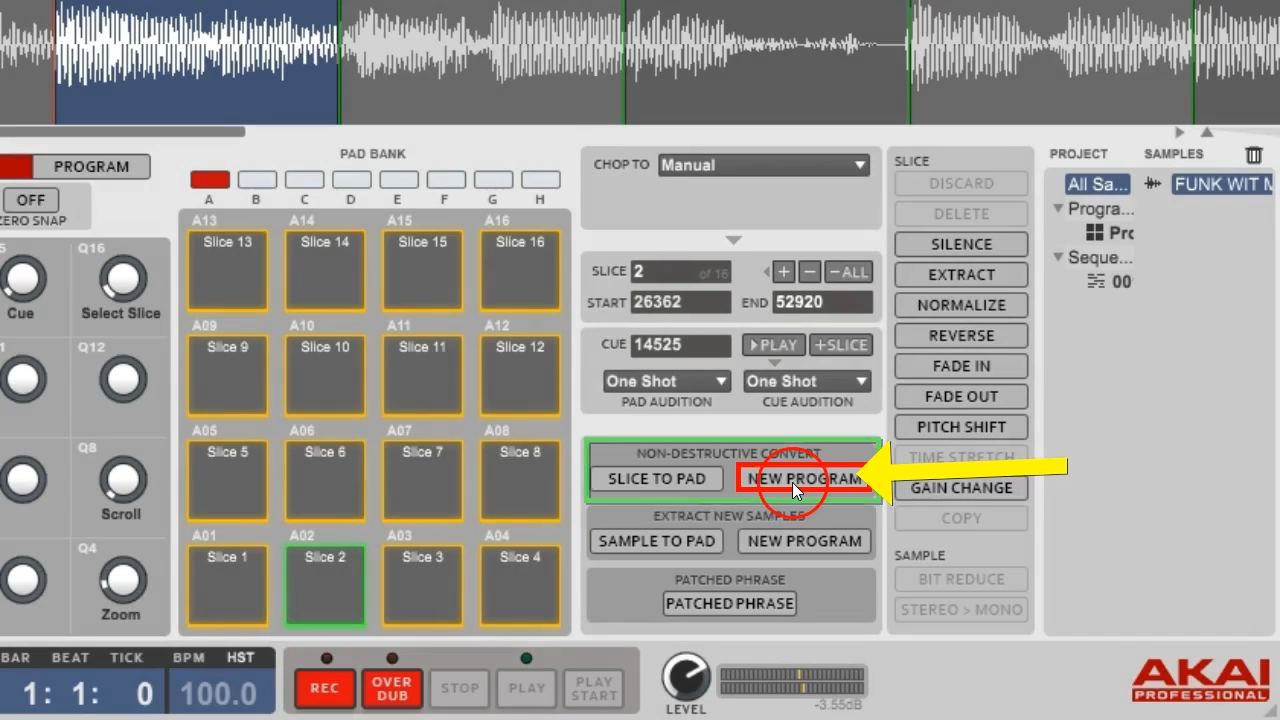 PROGRAM
OFF
ZERO SNAP
Q16
Cue
Select Slice
Q12
Q8
Scroll
Q4
Zoom
PAD BANK
A B C D E F G H
A13 A14 A15 A16
Slice 13 Slice 14 Slice 15 Slice 16
A09 A10 A11 A12
Slice 9 Slice 10 Slice 11 Slice 12
A05 A06 A07 A08
Slice 5 Slice 6 Slice 7 Slice 8
A01 A02 A03 A04
Slice 1 Slice 2 Slice 3 Slice 4
CHOP TO Manual
SLICE 2 of 16 + − −ALL
START 26362 END 52920
CUE 14525 PLAY +SLICE
One Shot One Shot
PAD AUDITION CUE AUDITION
NON-DESTRUCTIVE CONVERT
SLICE TO PAD NEW PROGRAM
EXTRACT NEW SAMPLES
SAMPLE TO PAD NEW PROGRAM
PATCHED PHRASE
PATCHED PHRASE
SLICE
DISCARD
DELETE
SILENCE
EXTRACT
NORMALIZE
REVERSE
FADE IN
FADE OUT
PITCH SHIFT
TIME STRETCH
GAIN CHANGE
COPY
SAMPLE
BIT REDUCE
STEREO > MONO
PROJECT SAMPLES
All Sa... FUNK WIT M
Progra...
Prc
Seque...
00
BAR BEAT TICK BPM HST
1: 1: 0 100.0
REC
OVER
DUB
STOP
PLAY
PLAY
START
LEVEL
-3.55dB
AKAI
PROFESSIONAL